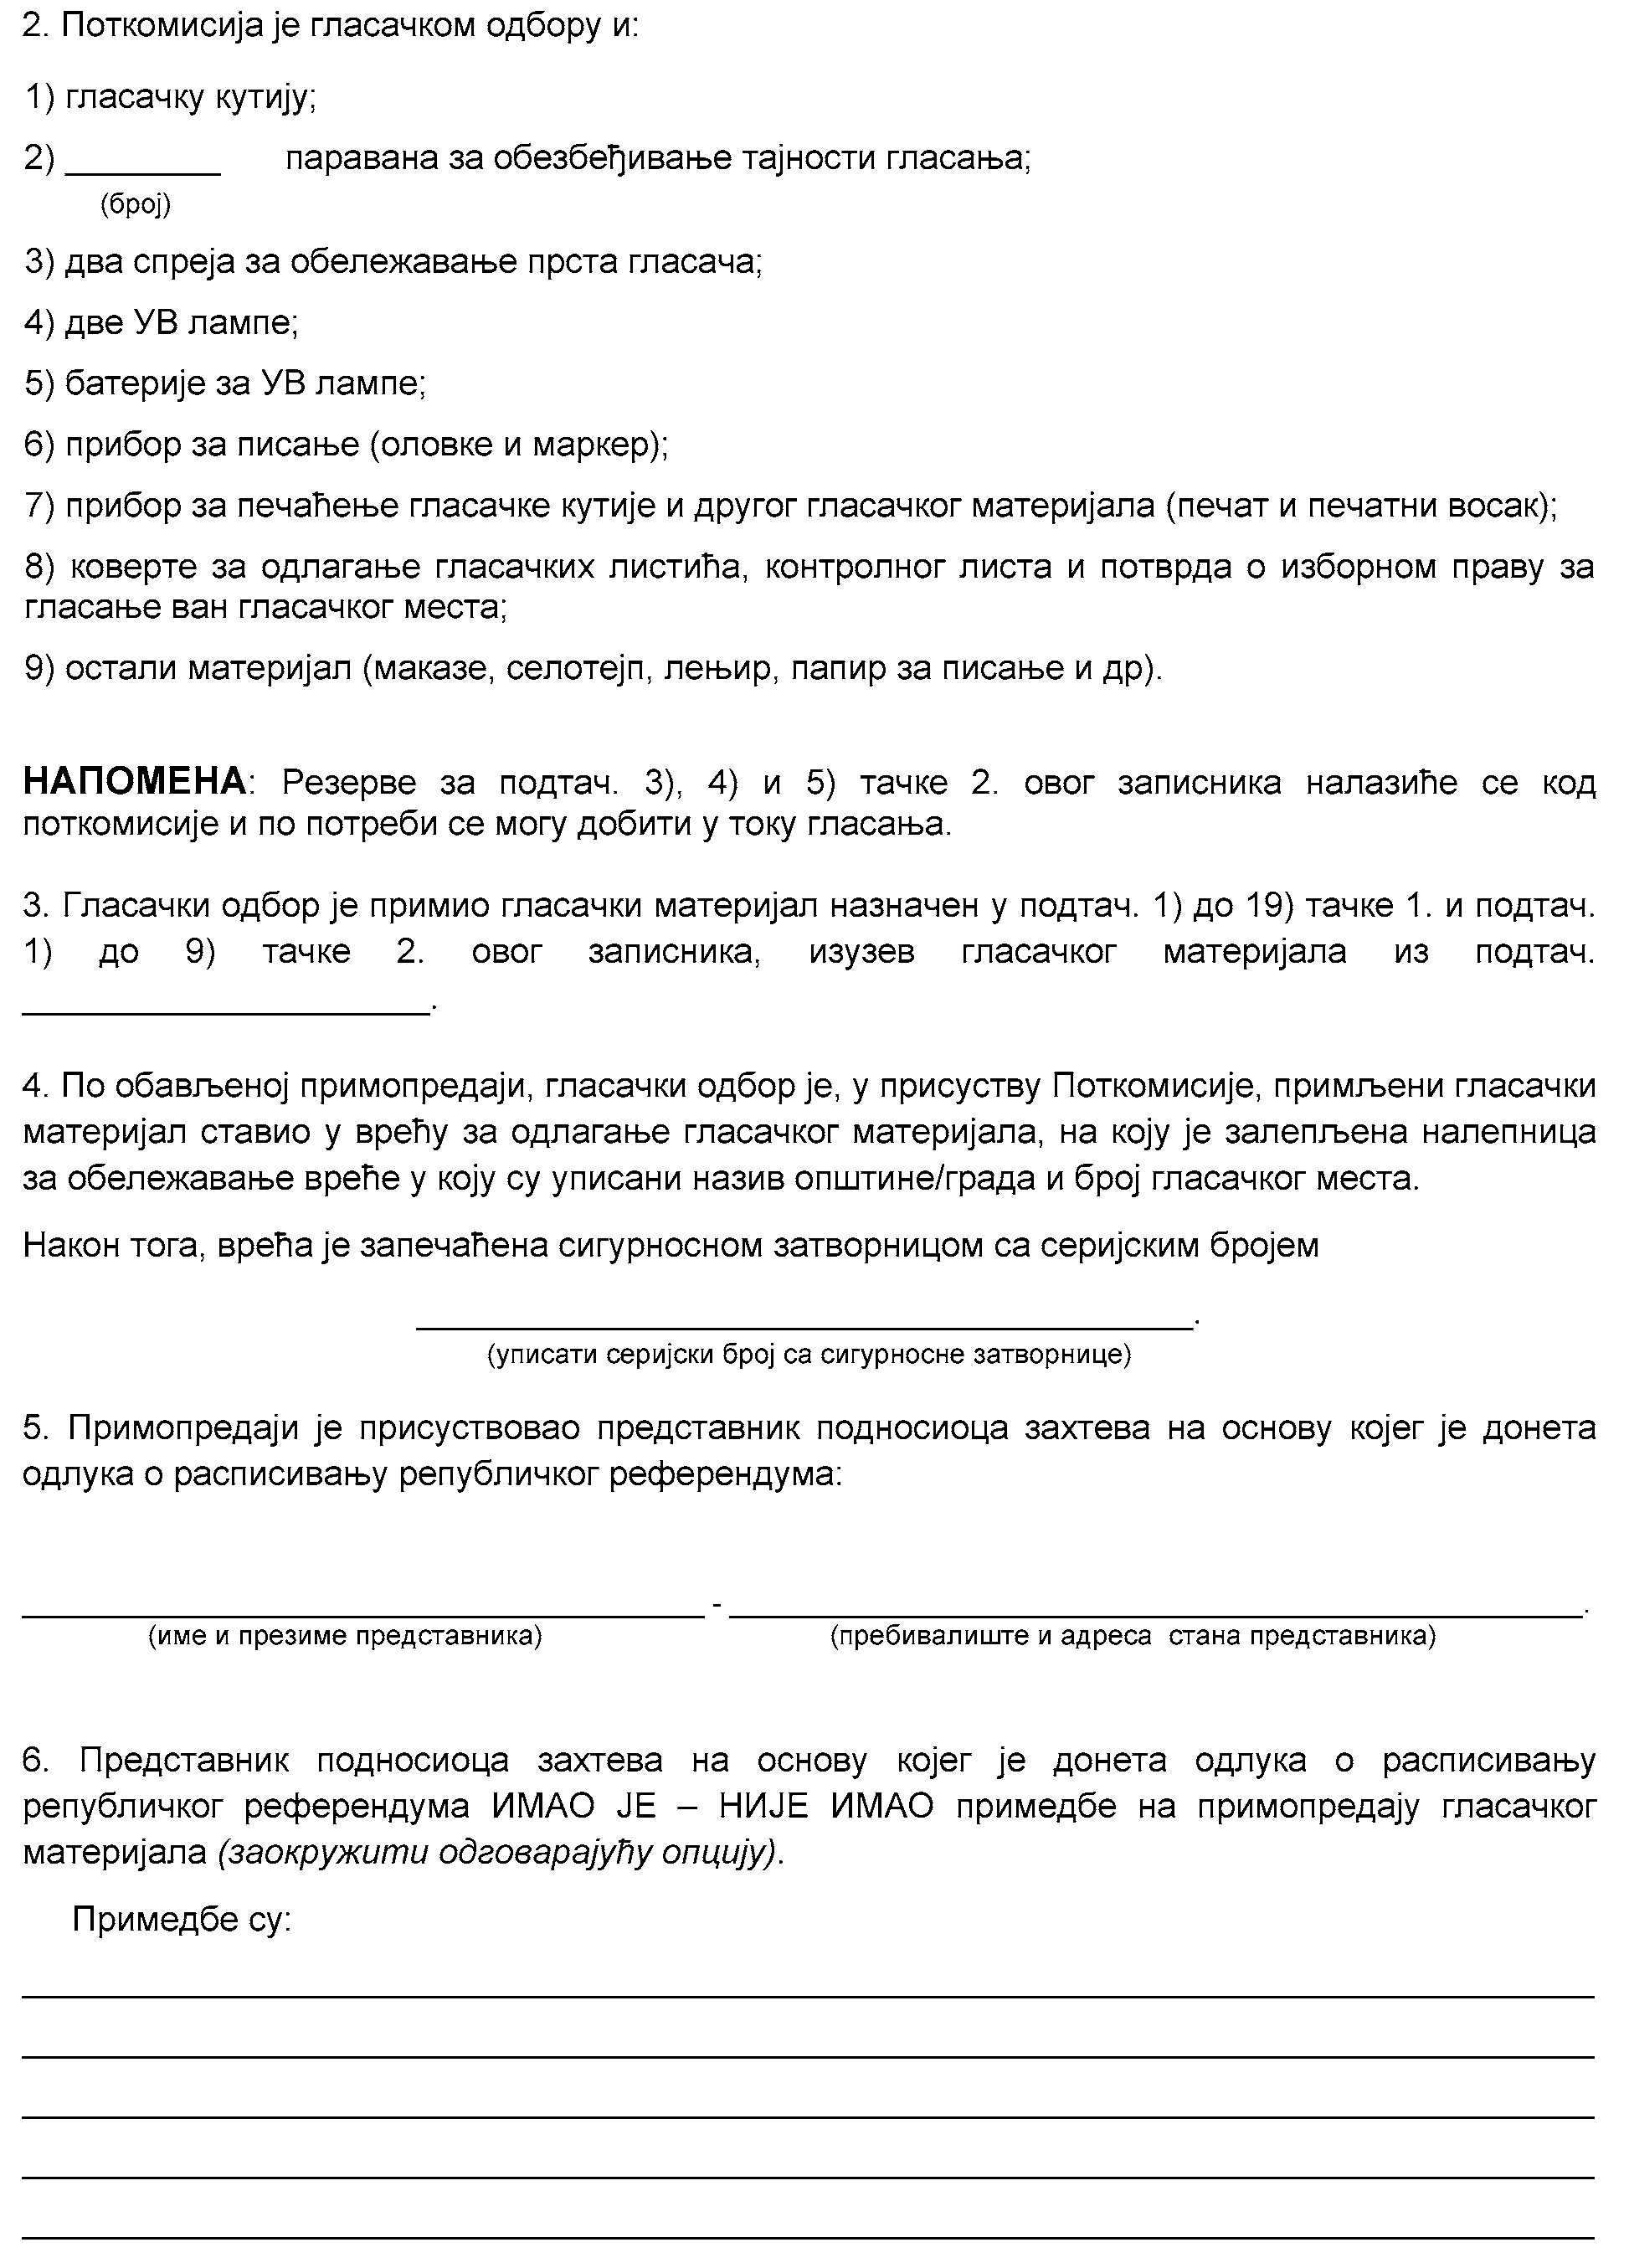 2. Поткомисија је гласачком одбору и:
1) гласачку кутију;
2) ________ паравана за обезбеђивање тајности гласања;
(број)
3) два спреја за обележавање прста гласача;
4) две УВ лампе;
5) батерије за УВ лампе;
6) прибор за писање (оловке и маркер);
7) прибор за печаћење гласачке кутије и другог гласачког материјала (печат и печатни восак);
8) коверте за одлагање гласачких листића, контролног листа и потврда о изборном праву за
гласање ван гласачког места;
9) остали материјал (маказе, селотејп, лењир, папир за писање и др).
НАПОМЕНА: Резерве за подтач. 3), 4) и 5) тачке 2. овог записника налазиће се код
поткомисије и по потреби се могу добити у току гласања.
3. Гласачки одбор је примио гласачки материјал назначен у подтач. 1) до 19) тачке 1. и подтач.
1) до 9) тачке 2. овог записника, изузев гласачког материјала из подтач.
_____________________.
4. По обављеној примопредаји, гласачки одбор је, у присуству Поткомисије, примљени гласачки
материјал ставио у врећу за одлагање гласачког материјала, на коју је залепљена налепница
за обележавање вреће у коју су уписани назив општине/града и број гласачког места.
Након тога, врећа је запечаћена сигурносном затворницом са серијским бројем
________________________________________.
(уписати серијски број са сигурносне затворнице)
5. Примопредаји је присуствовао представник подносиоца захтева на основу којег је донета
одлука о расписивању републичког референдума:
___________________________________ - ____________________________________________.
(име и презиме представника) (пребивалиште и адреса стана представника)
6. Представник подносиоца захтева на основу којег је донета одлука о расписивању
републичког референдума ИМАО ЈЕ – НИЈЕ ИМАО примедбе на примопредају гласачког
материјала (заокружити одговарајућу опцију).
Примедбе су: